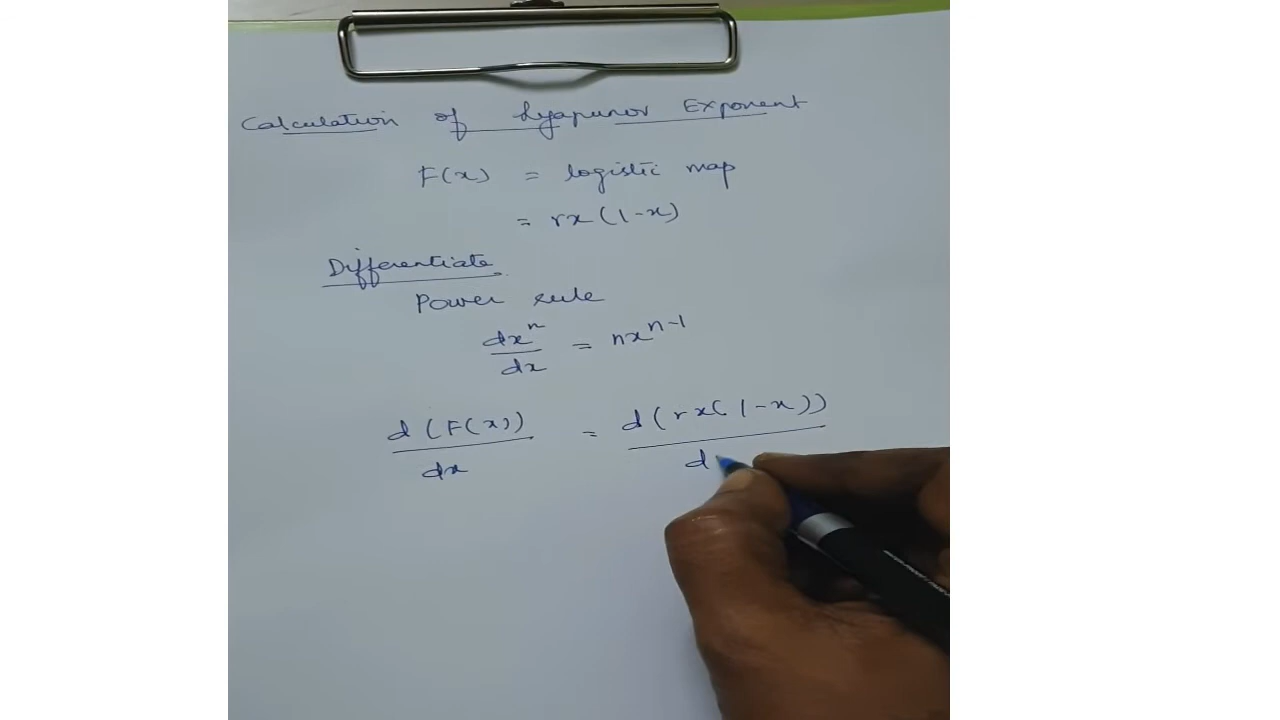 Calculation of Lyapunov Exponent
F(x) = logistic map
= rx(1-x)
Differentiate
Power rule
dx^n/dx = nx^{n-1}
d(F(x))/dx = d(rx(1-x))/d